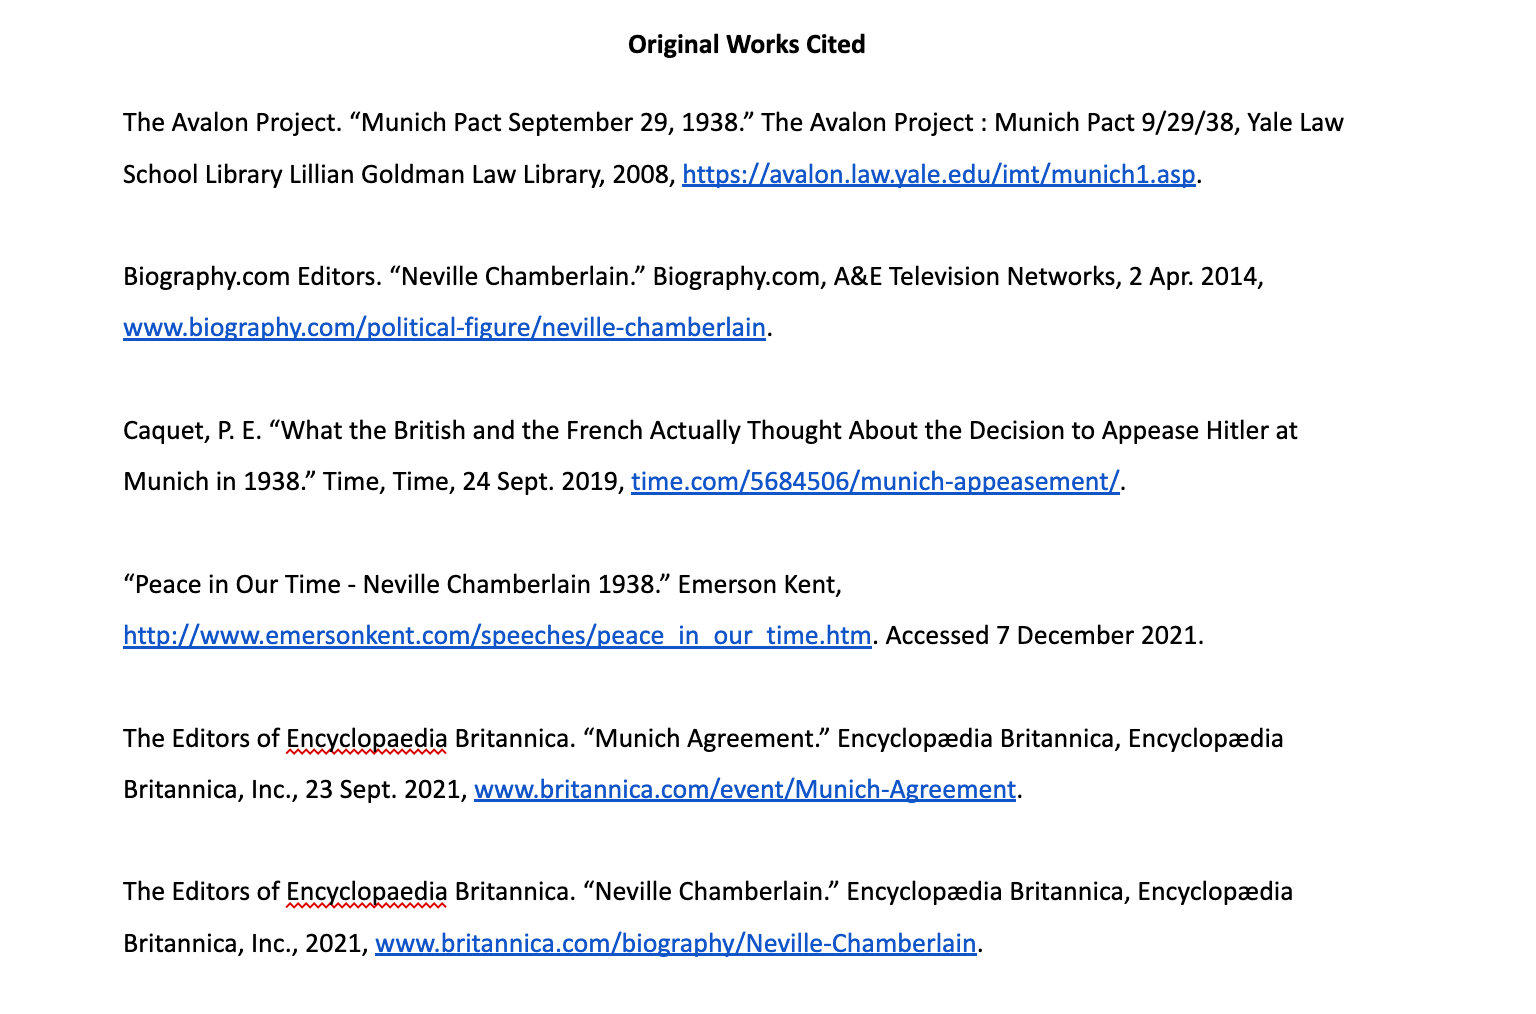 Original Works Cited
The Avalon Project. “Munich Pact September 29, 1938.” The Avalon Project : Munich Pact 9/29/38, Yale Law
School Library Lillian Goldman Law Library, 2008, https://avalon.law.yale.edu/imt/munich1.asp.
Biography.com Editors. “Neville Chamberlain.” Biography.com, A&E Television Networks, 2 Apr. 2014,
www.biography.com/political-figure/neville-chamberlain.
Caquet, P. E. “What the British and the French Actually Thought About the Decision to Appease Hitler at
Munich in 1938.” Time, Time, 24 Sept. 2019, time.com/5684506/munich-appeasement/.
“Peace in Our Time - Neville Chamberlain 1938.” Emerson Kent,
http://www.emersonkent.com/speeches/peace_in_our_time.htm. Accessed 7 December 2021.
The Editors of Encyclopaedia Britannica. “Munich Agreement.” Encyclopædia Britannica, Encyclopædia
Britannica, Inc., 23 Sept. 2021, www.britannica.com/event/Munich-Agreement.
The Editors of Encyclopaedia Britannica. “Neville Chamberlain.” Encyclopædia Britannica, Encyclopædia
Britannica, Inc., 2021, www.britannica.com/biography/Neville-Chamberlain.